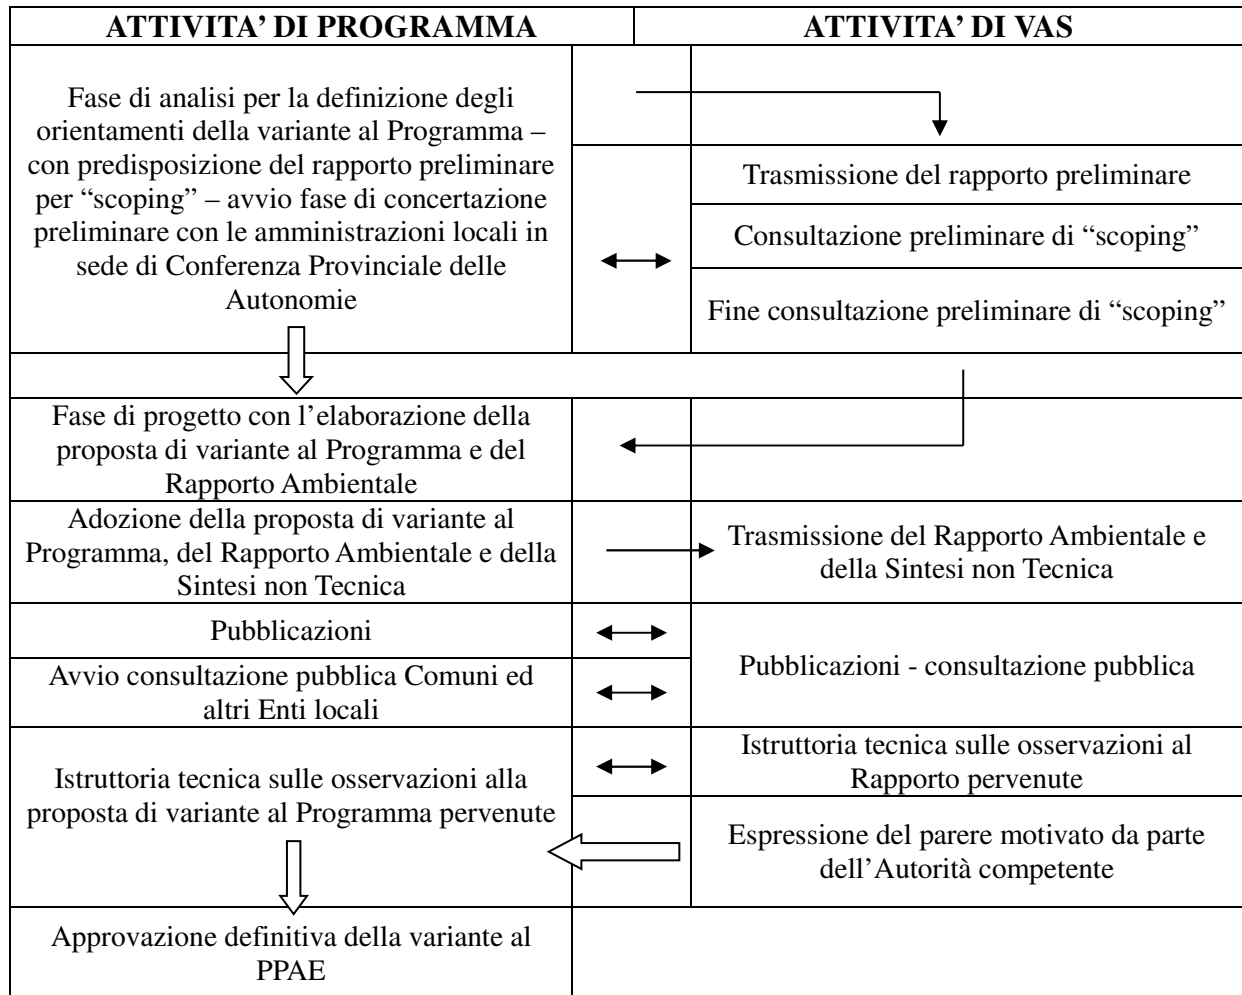 ATTIVITA’ DI PROGRAMMA
ATTIVITA’ DI VAS
Fase di analisi per la definizione degli
orientamenti della variante al Programma –
con predisposizione del rapporto preliminare
per “scoping” – avvio fase di concertazione
preliminare con le amministrazioni locali in
sede di Conferenza Provinciale delle
Autonomie
Trasmissione del rapporto preliminare
Consultazione preliminare di “scoping”
Fine consultazione preliminare di “scoping”
Fase di progetto con l’elaborazione della
proposta di variante al Programma e del
Rapporto Ambientale
Adozione della proposta di variante al
Programma, del Rapporto Ambientale e della
Sintesi non Tecnica
Trasmissione del Rapporto Ambientale e
della Sintesi non Tecnica
Pubblicazioni
Avvio consultazione pubblica Comuni ed
altri Enti locali
Pubblicazioni - consultazione pubblica
Istruttoria tecnica sulle osservazioni alla
proposta di variante al Programma pervenute
Istruttoria tecnica sulle osservazioni al
Rapporto pervenute
Espressione del parere motivato da parte
dell’Autorità competente
Approvazione definitiva della variante al
PPAE